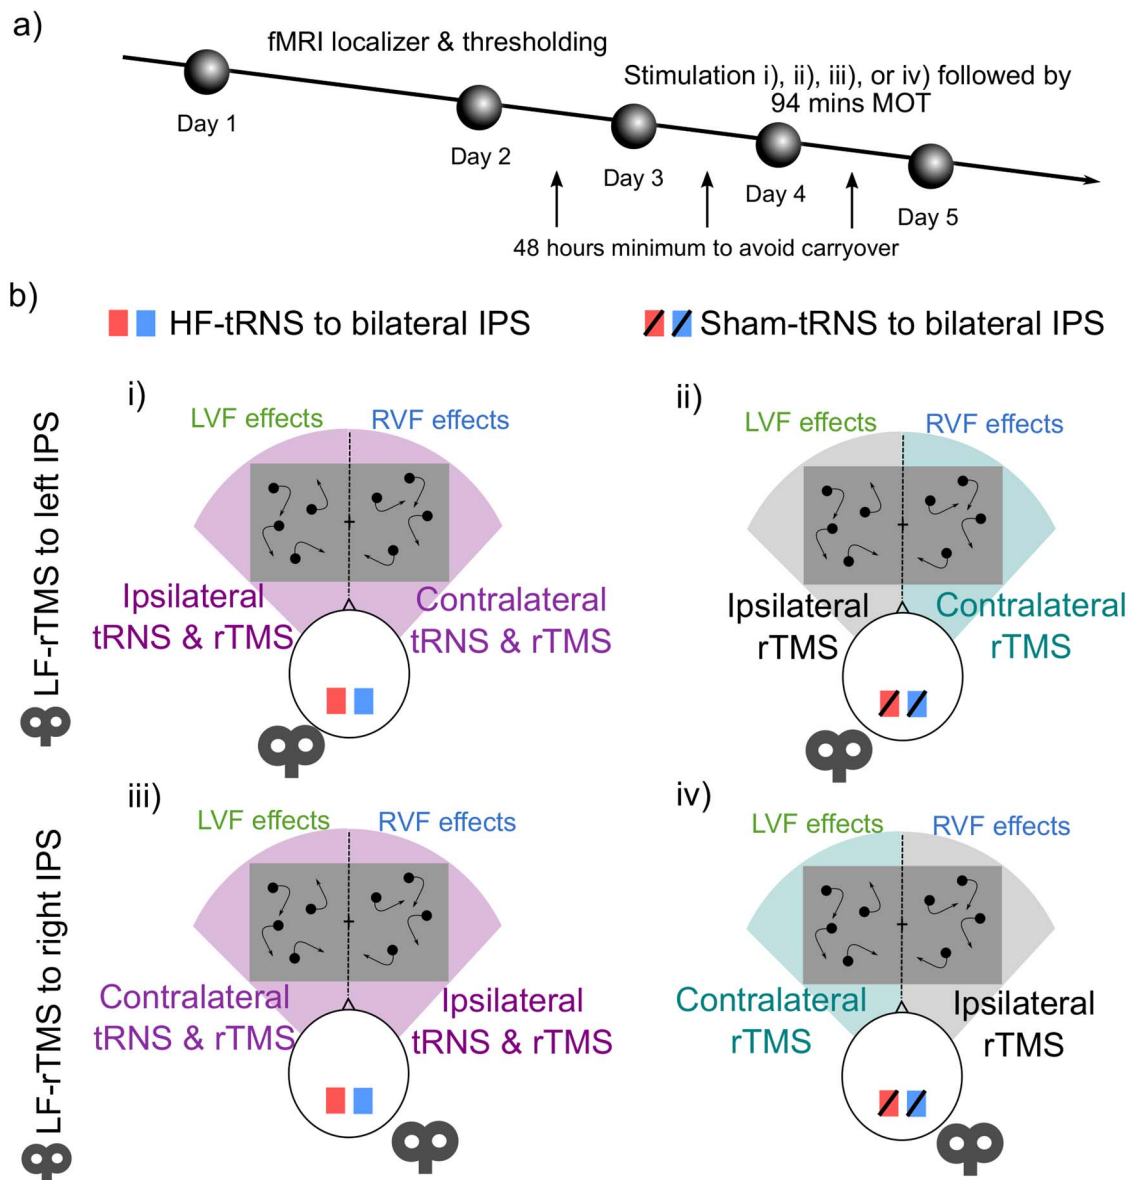 a)
fMRI localizer & thresholding
Stimulation i), ii), iii), or iv) followed by
94 mins MOT
Day 1
Day 2
Day 3
Day 4
Day 5
48 hours minimum to avoid carryover
b)
HF-tRNS to bilateral IPS
Sham-tRNS to bilateral IPS
LF-rTMS to left IPS
i)
LVF effects
RVF effects
Ipsilateral
tRNS & rTMS
Contralateral
tRNS & rTMS
ii)
LVF effects
RVF effects
Ipsilateral
rTMS
Contralateral
rTMS
LF-rTMS to right IPS
iii)
LVF effects
RVF effects
Contralateral
tRNS & rTMS
Ipsilateral
tRNS & rTMS
iv)
LVF effects
RVF effects
Contralateral
rTMS
Ipsilateral
rTMS